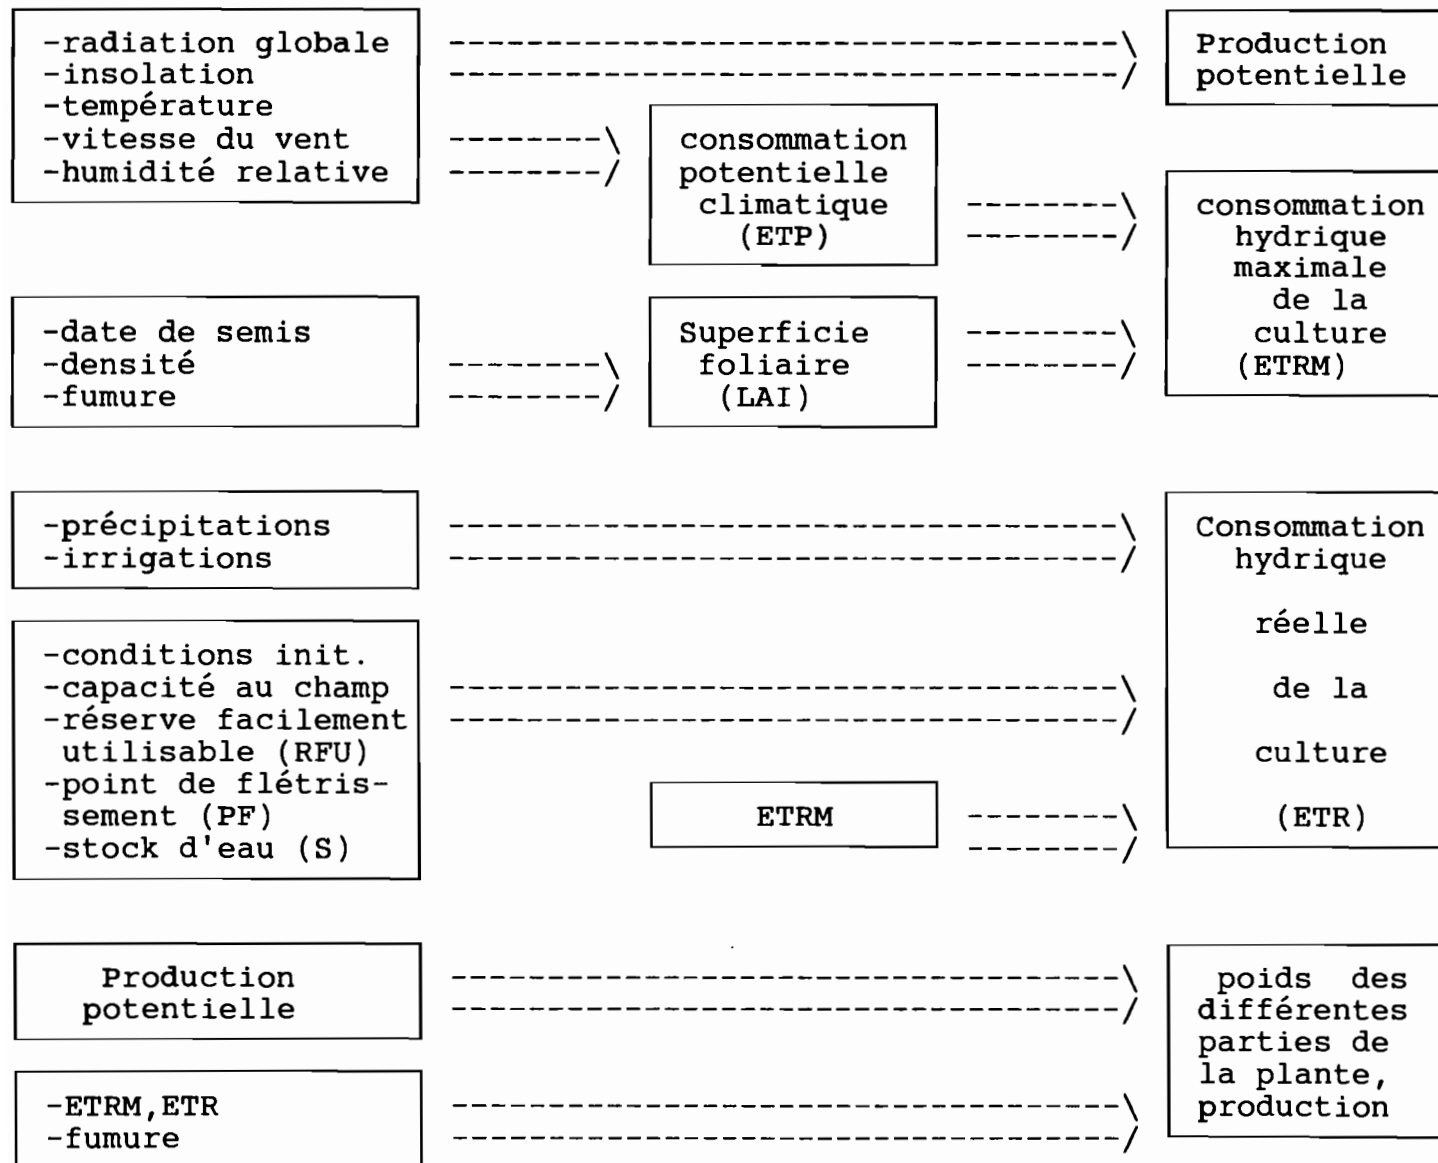 -radiation globale
-insolation
-température
-vitesse du vent
-humidité relative
Production
potentielle
consommation
potentielle
climatique
(ETP)
consommation
hydrique
maximale
de la
culture
(ETRM)
-date de semis
-densité
-fumure
Superficie
foliaire
(LAI)
-précipitations
-irrigations
Consommation
hydrique
réelle
de la
culture
(ETR)
-conditions init.
-capacité au champ
-réserve facilement
utilisable (RFU)
-point de flétris-
sement (PF)
-stock d'eau (S)
ETRM
Production
potentielle
poids des
différentes
parties de
la plante,
production
-ETRM,ETR
-fumure